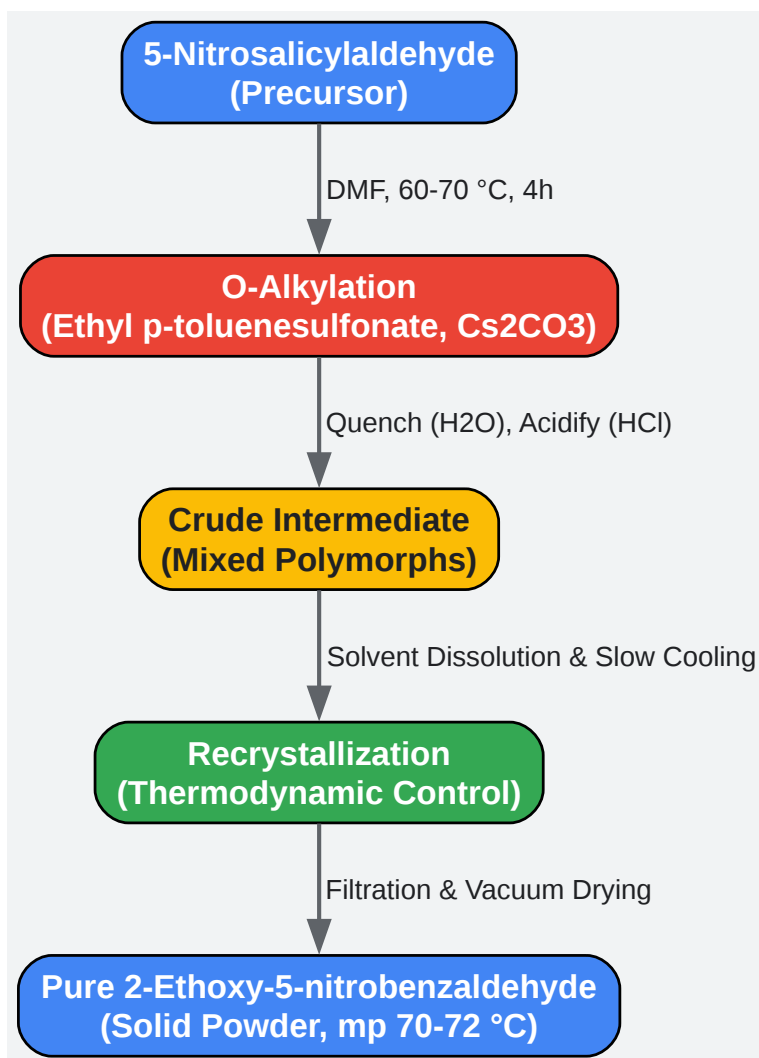 5-Nitrosalicylaldehyde
(Precursor)
DMF, 60-70 °C, 4h
O-Alkylation
(Ethyl p-toluenesulfonate, Cs2CO3)
Quench (H2O), Acidify (HCl)
Crude Intermediate
(Mixed Polymorphs)
Solvent Dissolution & Slow Cooling
Recrystallization
(Thermodynamic Control)
Filtration & Vacuum Drying
Pure 2-Ethoxy-5-nitrobenzaldehyde
(Solid Powder, mp 70-72 °C)